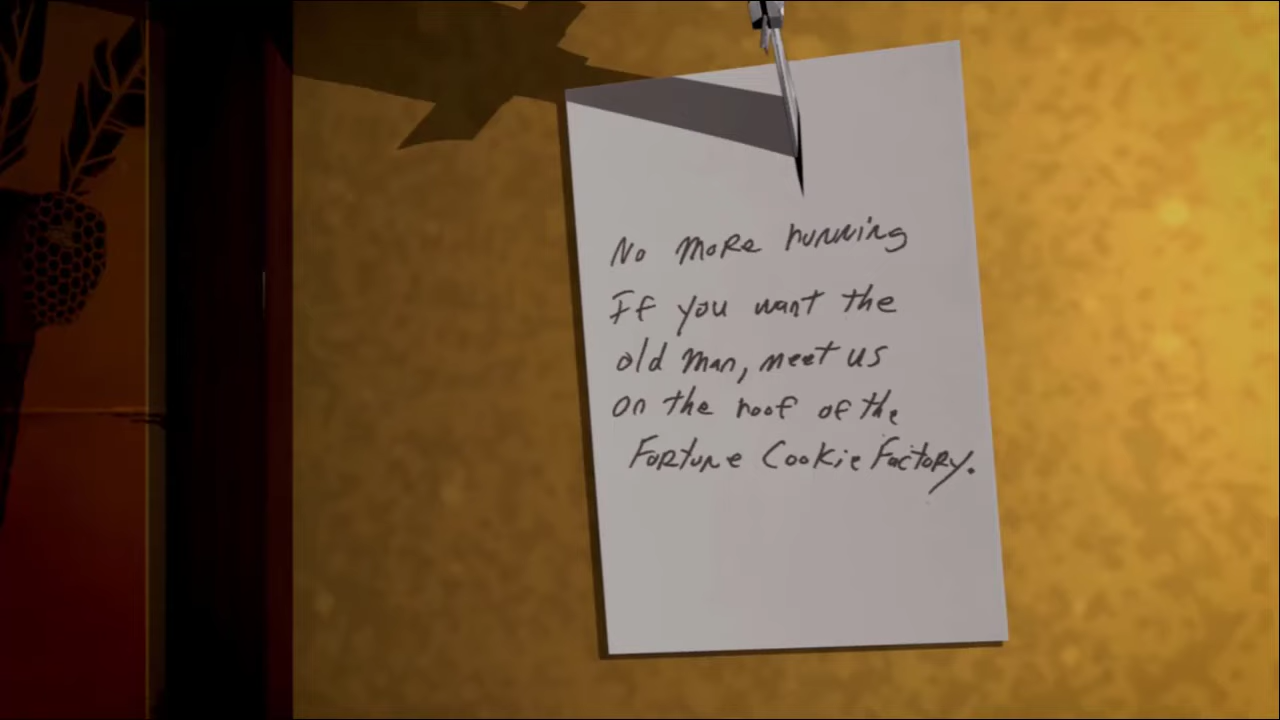 No more running
If you want the
old man, meet us
on the roof of the
Fortune Cookie Factory.